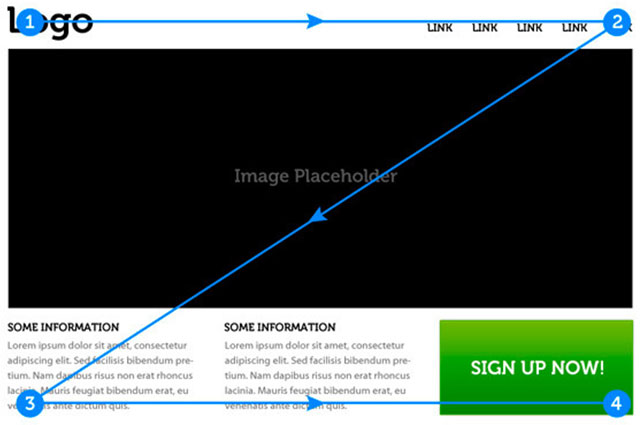 1
Logo
2
LINK LINK LINK LINK
Image Placeholder
SOME INFORMATION
Lorem ipsum dolor sit amet, consectetur
adipiscing elit. Sed facilisis bibendum pre-
tium. Nam dapibus risus non erat rhoncus
lacinia. Mauris feugiat bibendum erat, eu
venenatis ante dictum quis.
SOME INFORMATION
Lorem ipsum dolor sit amet, consectetur
adipiscing elit. Sed facilisis bibendum pre-
tium. Nam dapibus risus non erat rhoncus
lacinia. Mauris feugiat bibendum erat, eu
venenatis ante dictum quis.
SIGN UP NOW!
3
4